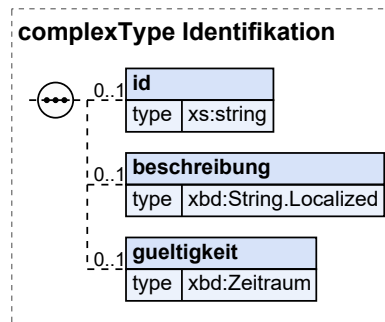 complexType Identifikation
0..1 id
type xs:string
0..1 beschreibung
type xbd:String.Localized
0..1 gueltigkeit
type xbd:Zeitraum